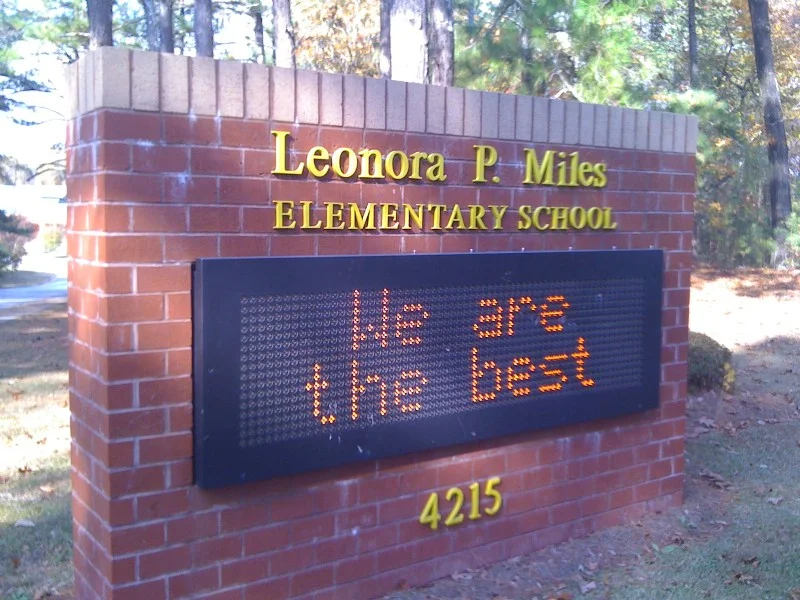 Leonora P. Miles
ELEMENTARY SCHOOL
We are
the best
4215